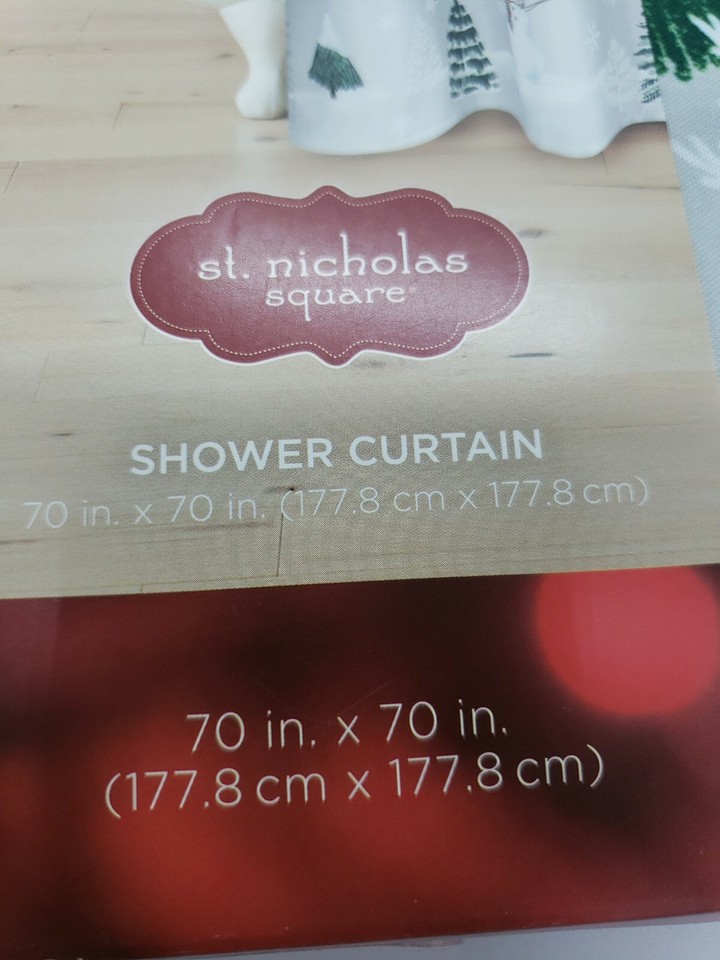 st. nicholas
square®
SHOWER CURTAIN
70 in. x 70 in. (177.8 cm x 177.8 cm)
70 in. x 70 in.
(177.8 cm x 177.8 cm)